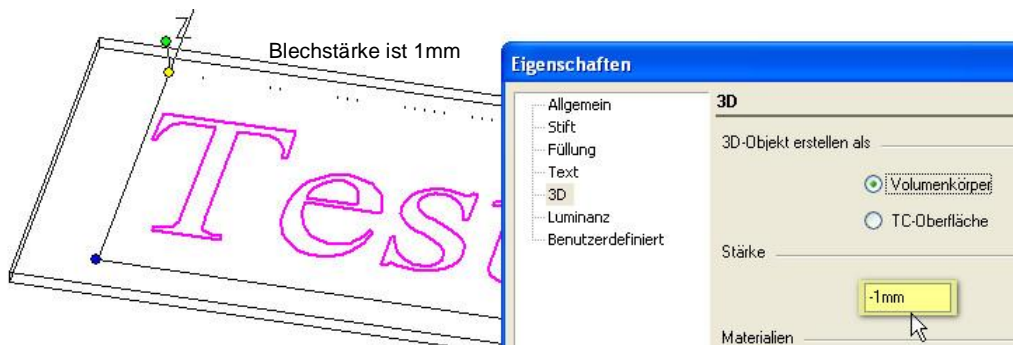 Blechstärke ist 1mm
Test
Eigenschaften
Allgemein
Stift
Füllung
Text
3D
Luminanz
Benutzerdefiniert
3D
3D-Objekt erstellen als
Volumenkörper
TC-Oberfläche
Stärke
-1mm
Materialien